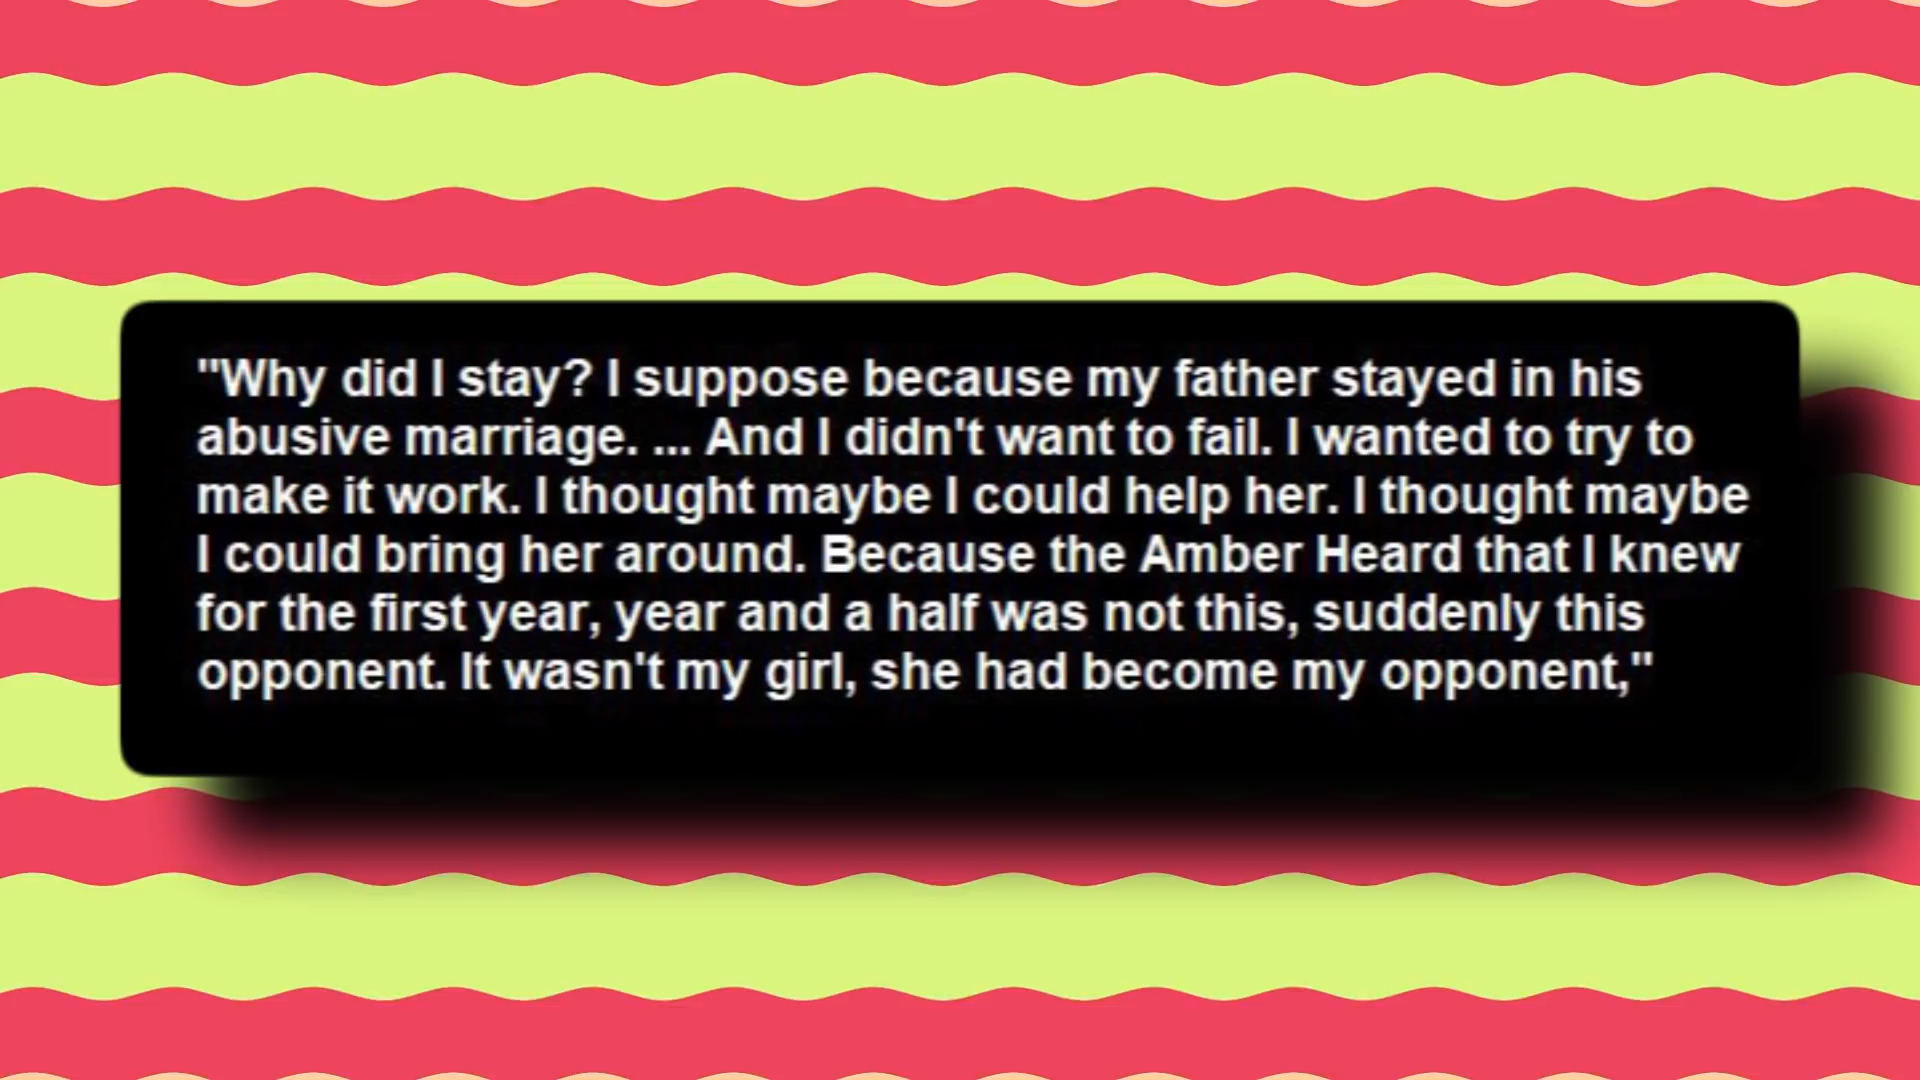 "Why did I stay? I suppose because my father stayed in his
abusive marriage. ... And I didn't want to fail. I wanted to try to
make it work. I thought maybe I could help her. I thought maybe
I could bring her around. Because the Amber Heard that I knew
for the first year, year and a half was not this, suddenly this
opponent. It wasn't my girl, she had become my opponent,"